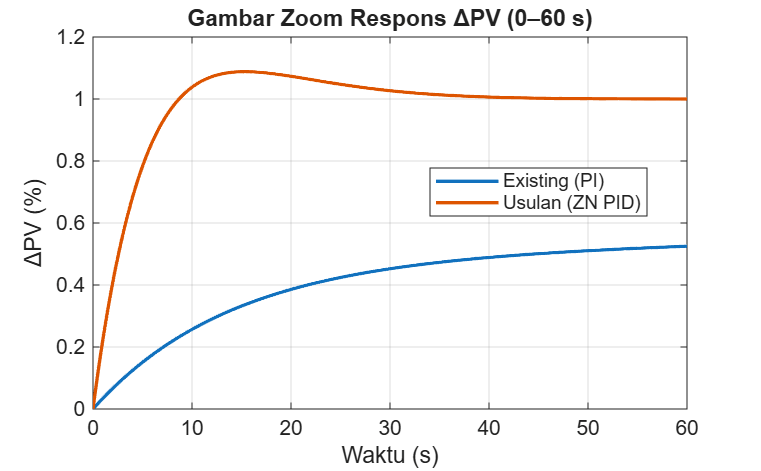 Gambar Zoom Respons ΔPV (0–60 s)
1.2
1
0.8
0.6
0.4
0.2
0
ΔPV (%)
Existing (PI)
Usulan (ZN PID)
0 10 20 30 40 50 60
Waktu (s)